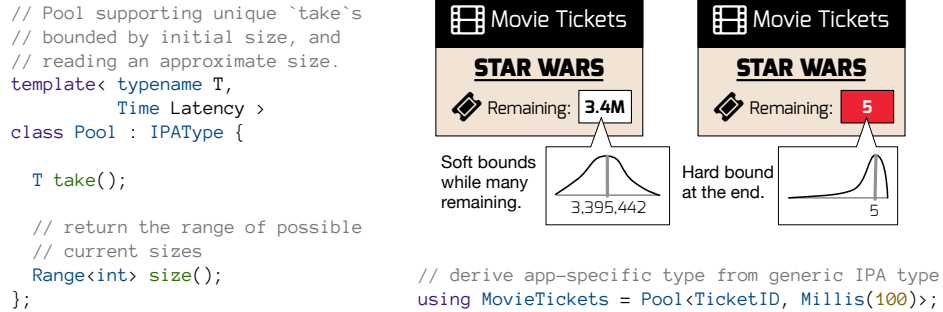 // Pool supporting unique `take`s
// bounded by initial size, and
// reading an approximate size.
template< typename T,
          Time Latency >
class Pool : IPAType {
  T take();
  // return the range of possible
  // current sizes
  Range<int> size();
};
Movie Tickets
STAR WARS
Remaining: 3.4M
Soft bounds
while many
remaining.
3,395,442
Movie Tickets
STAR WARS
Remaining: 5
Hard bound
at the end.
5
// derive app-specific type from generic IPA type
using MovieTickets = Pool<TicketID, Millis(100)>;